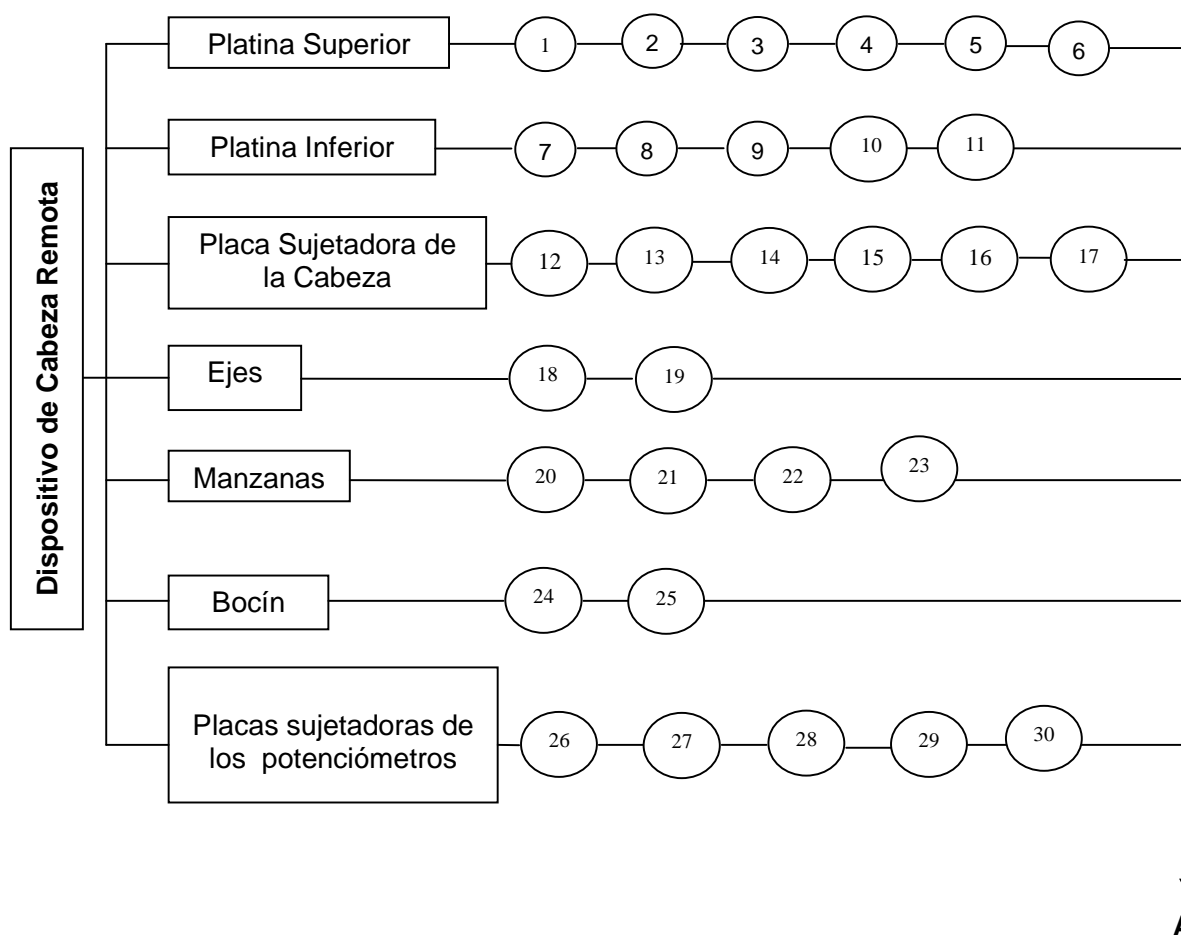 Dispositivo de Cabeza Remota
Platina Superior
1 2 3 4 5 6
Platina Inferior
7 8 9 10 11
Placa Sujetadora de
la Cabeza
12 13 14 15 16 17
Ejes
18 19
Manzanas
20 21 22 23
Bocín
24 25
Placas sujetadoras de
los potenciómetros
26 27 28 29 30